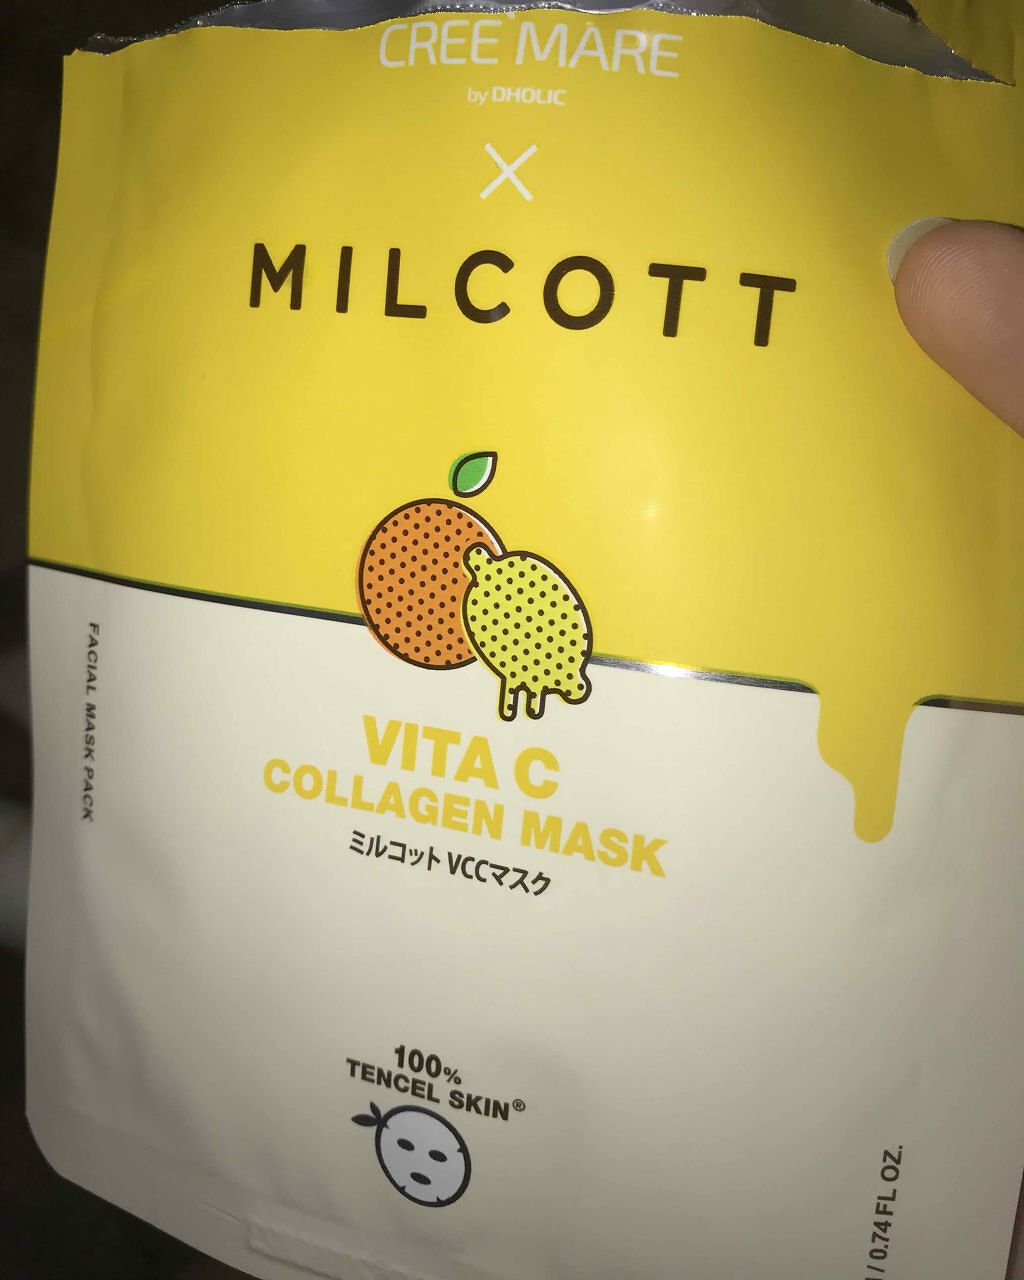 CREE'MARE
by DHOLIC
×
MILCOTT
FACIAL MASK PACK
VITA C
COLLAGEN MASK
ミルコット VCCマスク
100%
TENCEL SKIN®
/ 0.74 FL OZ.